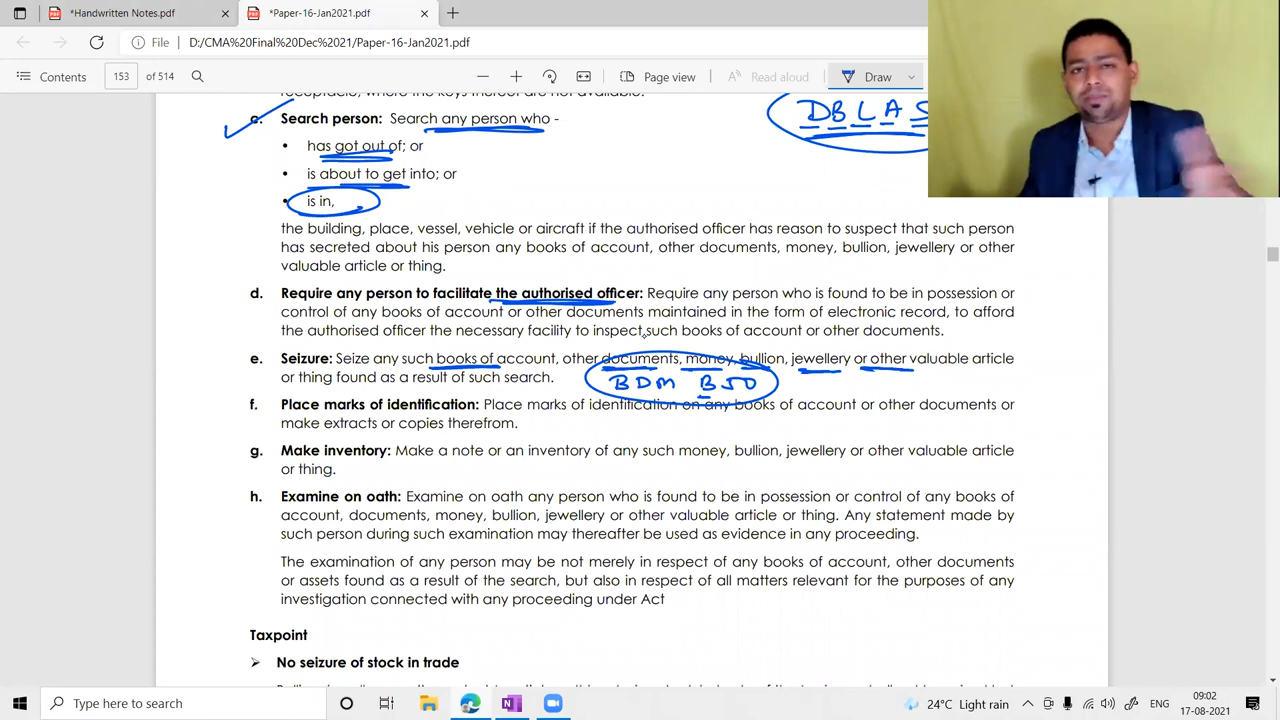 *Handwritten Notes.pdf
*Paper-16-Jan2021.pdf
File
D:/CMA%20Final%20Dec%2021/Paper-16-Jan2021.pdf
Contents
153
of 514
Page view
Read aloud
Draw
receptacle, where the keys thereof are not available.
D B L A S
Search person: Search any person who -
• has got out of; or
• is about to get into; or
• is in,
the building, place, vessel, vehicle or aircraft if the authorised officer has reason to suspect that such person
has secreted about his person any books of account, other documents, money, bullion, jewellery or other
valuable article or thing.
d. Require any person to facilitate the authorised officer: Require any person who is found to be in possession or
control of any books of account or other documents maintained in the form of electronic record, to afford
the authorised officer the necessary facility to inspect such books of account or other documents.
e. Seizure: Seize any such books of account, other documents, money, bullion, jewellery or other valuable article
or thing found as a result of such search.
B D M B J O
f. Place marks of identification: Place marks of identification on any books of account or other documents or
make extracts or copies therefrom.
g. Make inventory: Make a note or an inventory of any such money, bullion, jewellery or other valuable article
or thing.
h. Examine on oath: Examine on oath any person who is found to be in possession or control of any books of
account, documents, money, bullion, jewellery or other valuable article or thing. Any statement made by
such person during such examination may thereafter be used as evidence in any proceeding.
The examination of any person may be not merely in respect of any books of account, other documents
or assets found as a result of the search, but also in respect of all matters relevant for the purposes of any
investigation connected with any proceeding under Act
Taxpoint
➢ No seizure of stock in trade
Type here to search
24°C Light rain
ENG
09:02
17-08-2021